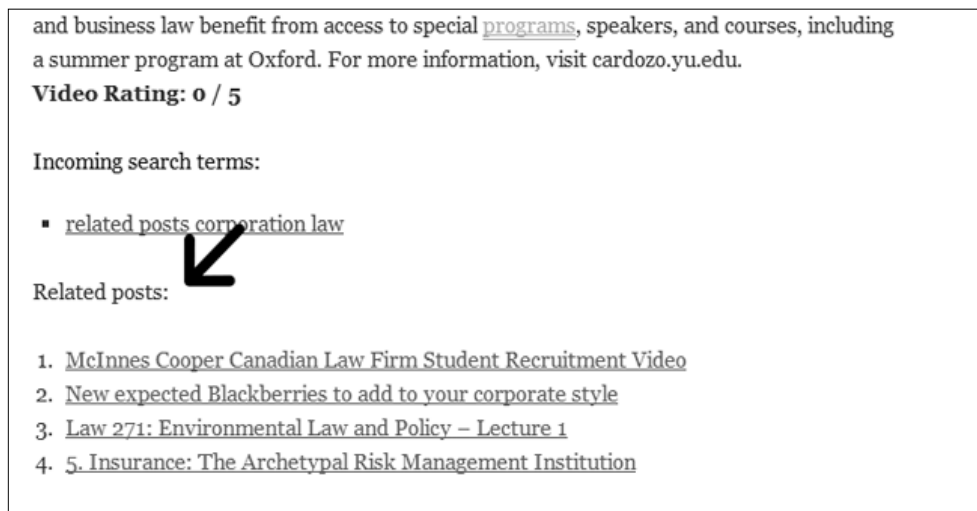 and business law benefit from access to special programs, speakers, and courses, including
a summer program at Oxford. For more information, visit cardozo.yu.edu.
Video Rating: 0 / 5
Incoming search terms:
▪ related posts corporation law
Related posts:
1. McInnes Cooper Canadian Law Firm Student Recruitment Video
2. New expected Blackberries to add to your corporate style
3. Law 271: Environmental Law and Policy – Lecture 1
4. 5. Insurance: The Archetypal Risk Management Institution